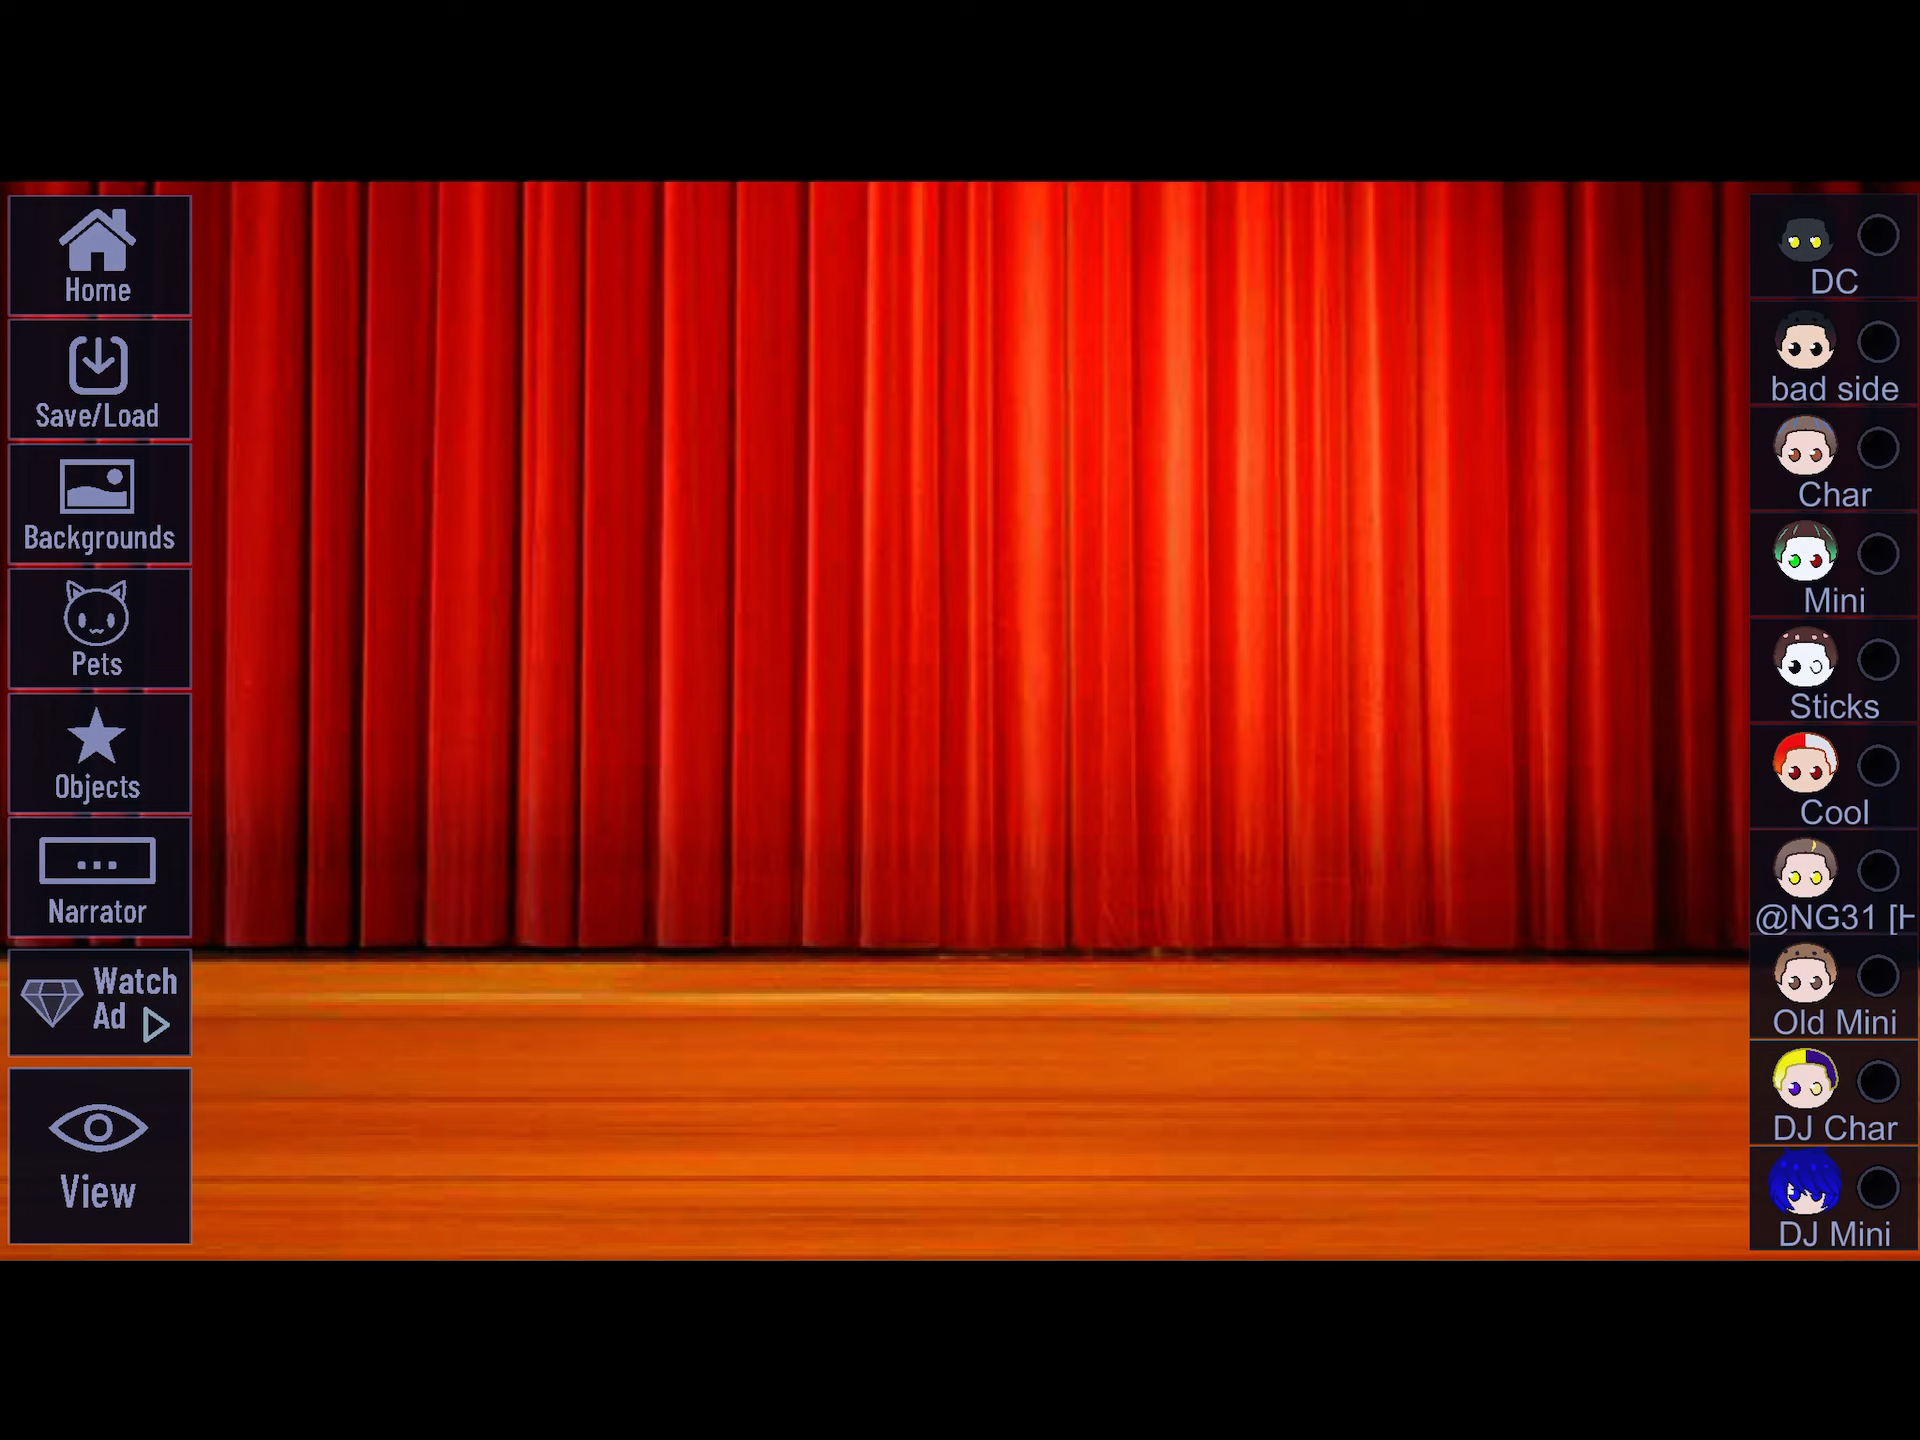 Home
Save/Load
Backgrounds
Pets
Objects
...
Narrator
Watch
Ad
View
DC
bad side
Char
Mini
Sticks
Cool
@NG31 [H
Old Mini
DJ Char
DJ Mini